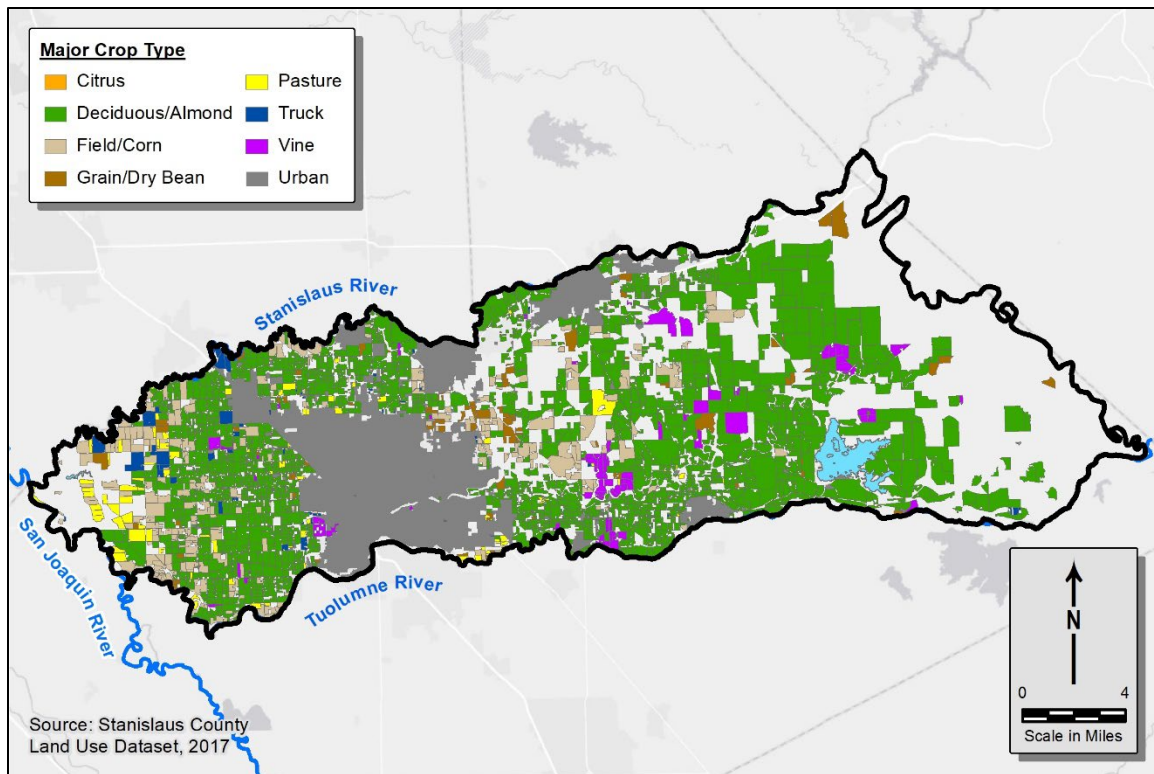 Major Crop Type
Citrus
Deciduous/Almond
Field/Corn
Grain/Dry Bean
Pasture
Truck
Vine
Urban
Stanislaus River
San Joaquin River
Tuolumne River
Source: Stanislaus County
Land Use Dataset, 2017
N
0 4
Scale in Miles